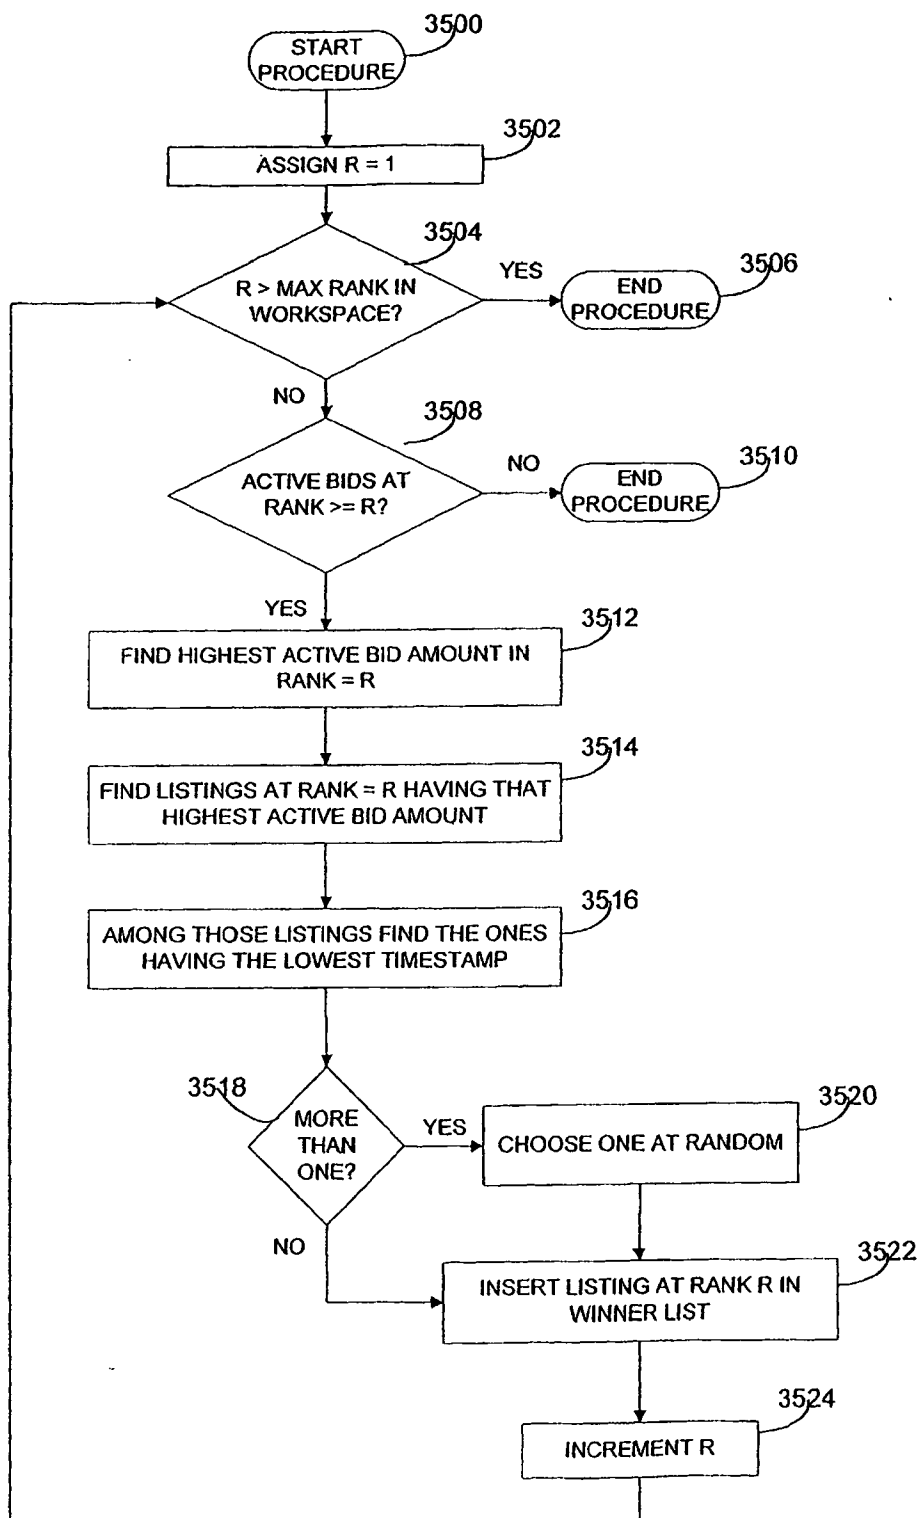 3500
START
PROCEDURE
3502
ASSIGN R = 1
3504
R > MAX RANK IN
WORKSPACE?
YES
3506
END
PROCEDURE
NO
3508
ACTIVE BIDS AT
RANK >= R?
NO
3510
END
PROCEDURE
YES
3512
FIND HIGHEST ACTIVE BID AMOUNT IN
RANK = R
3514
FIND LISTINGS AT RANK = R HAVING THAT
HIGHEST ACTIVE BID AMOUNT
3516
AMONG THOSE LISTINGS FIND THE ONES
HAVING THE LOWEST TIMESTAMP
3518
MORE
THAN
ONE?
YES
3520
CHOOSE ONE AT RANDOM
NO
3522
INSERT LISTING AT RANK R IN
WINNER LIST
3524
INCREMENT R